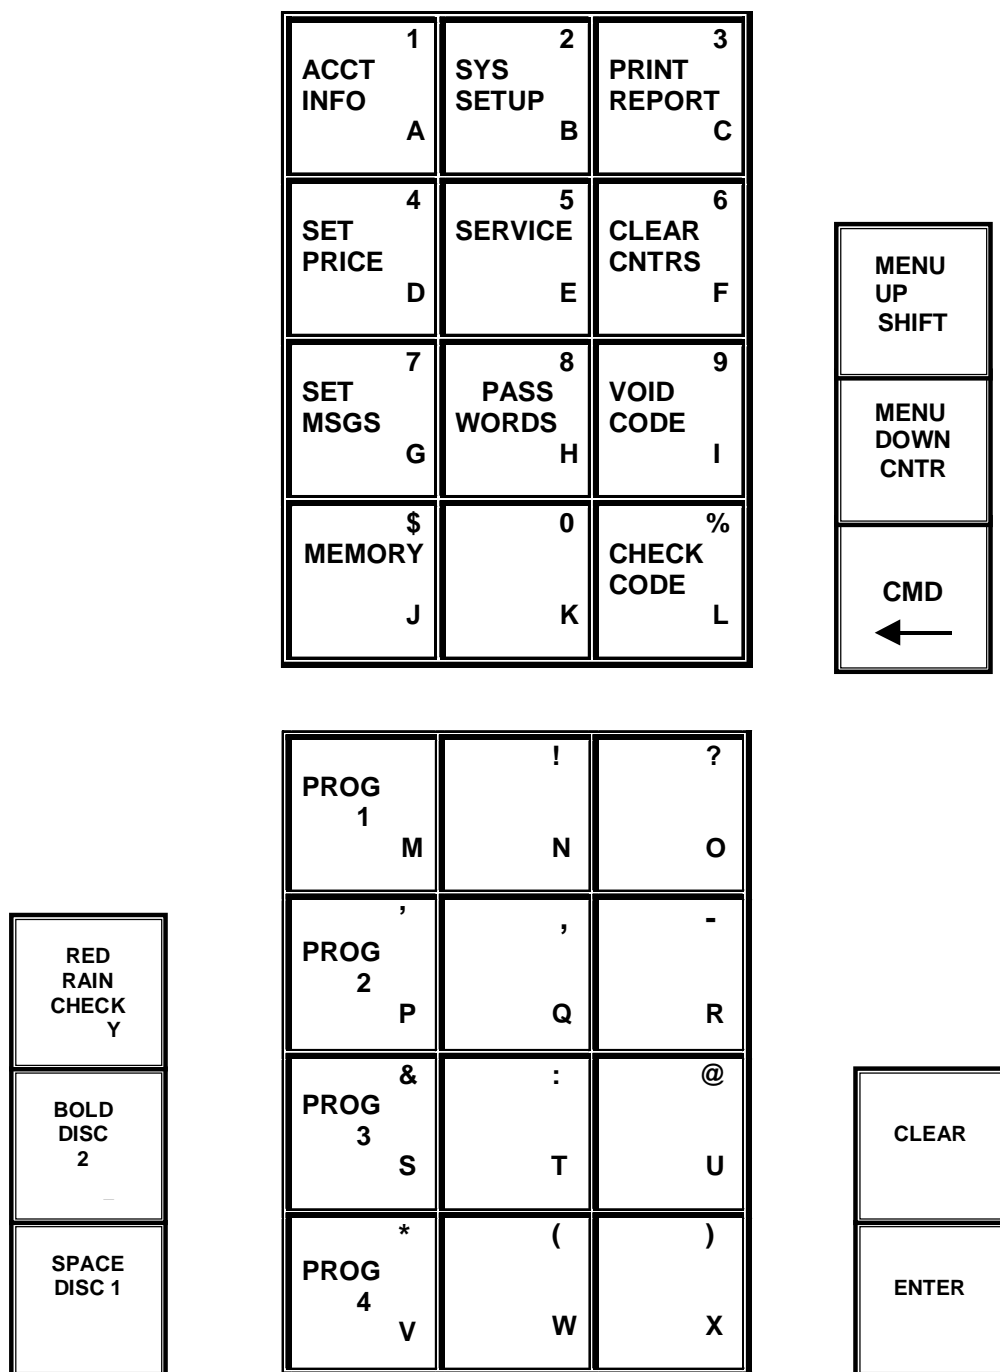 1
ACCT
INFO
A
2
SYS
SETUP
B
3
PRINT
REPORT
C
4
SET
PRICE
D
5
SERVICE
E
6
CLEAR
CNTRS
F
7
SET
MSGS
G
8
PASS
WORDS
H
9
VOID
CODE
I
$
MEMORY
J
0
K
%
CHECK
CODE
L
MENU
UP
SHIFT
MENU
DOWN
CNTR
CMD
PROG
1
M
!
N
?
O
’
PROG
2
P
,
Q
-
R
&
PROG
3
S
:
T
@
U
*
PROG
4
V
(
W
)
X
RED
RAIN
CHECK
Y
BOLD
DISC
2
_
SPACE
DISC 1
CLEAR
ENTER